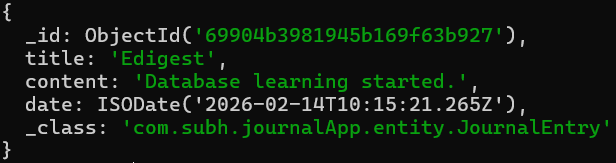 {
  _id: ObjectId('69904b3981945b169f63b927'),
  title: 'Edigest',
  content: 'Database learning started.',
  date: ISODate('2026-02-14T10:15:21.265Z'),
  _class: 'com.subh.journalApp.entity.JournalEntry'
}